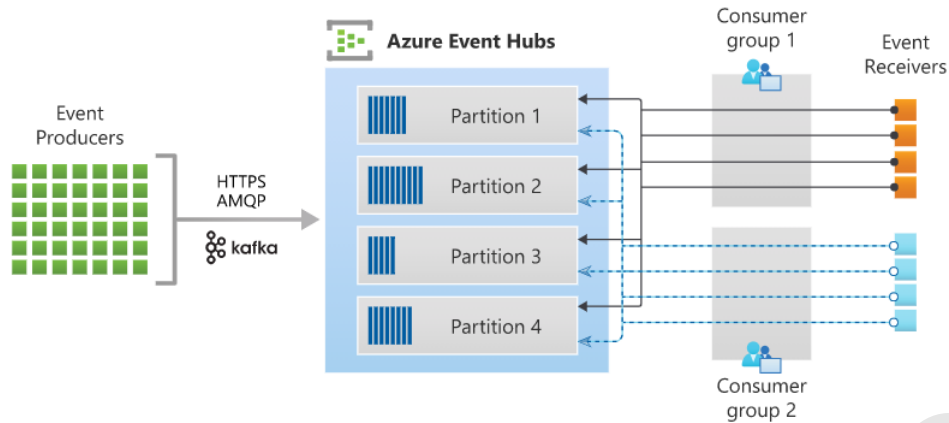 Azure Event Hubs
Event
Producers
HTTPS
AMQP
kafka
Partition 1
Partition 2
Partition 3
Partition 4
Consumer
group 1
Event
Receivers
Consumer
group 2